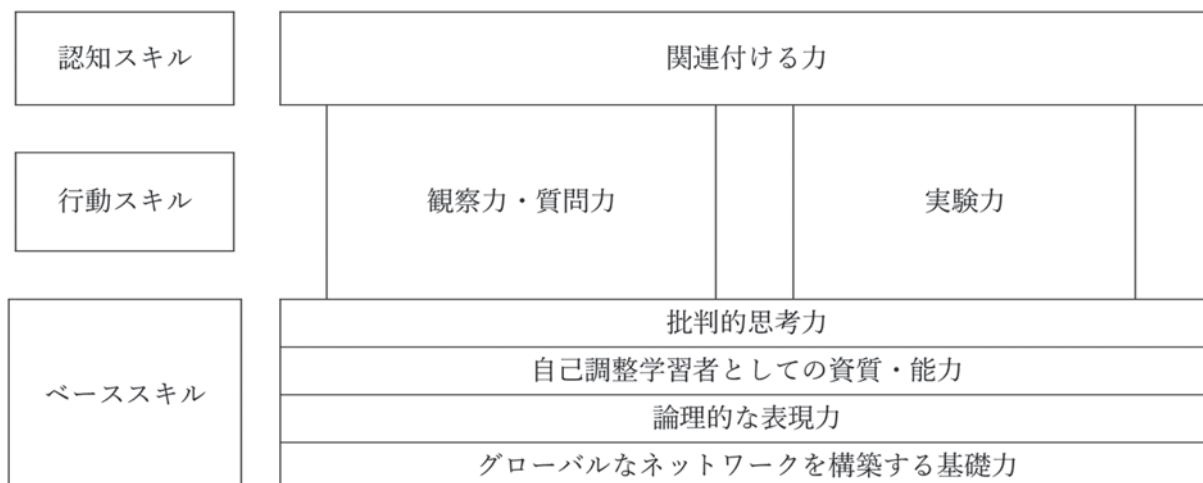 認知スキル
関連付ける力
行動スキル
観察力・質問力
実験力
ベーススキル
批判的思考力
自己調整学習者としての資質・能力
論理的な表現力
グローバルなネットワークを構築する基礎力